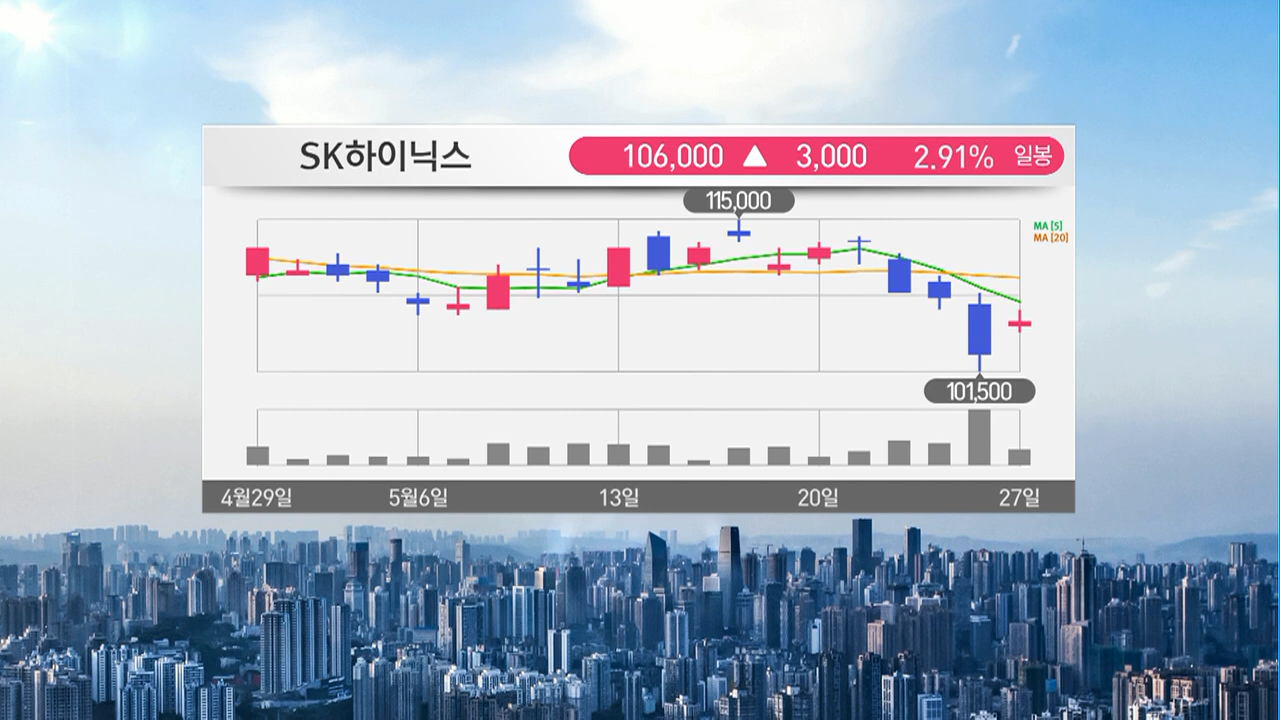 SK하이닉스
106,000 ▲ 3,000 2.91% 일봉
115,000
MA [5]
MA [20]
101,500
4월29일 5월6일 13일 20일 27일